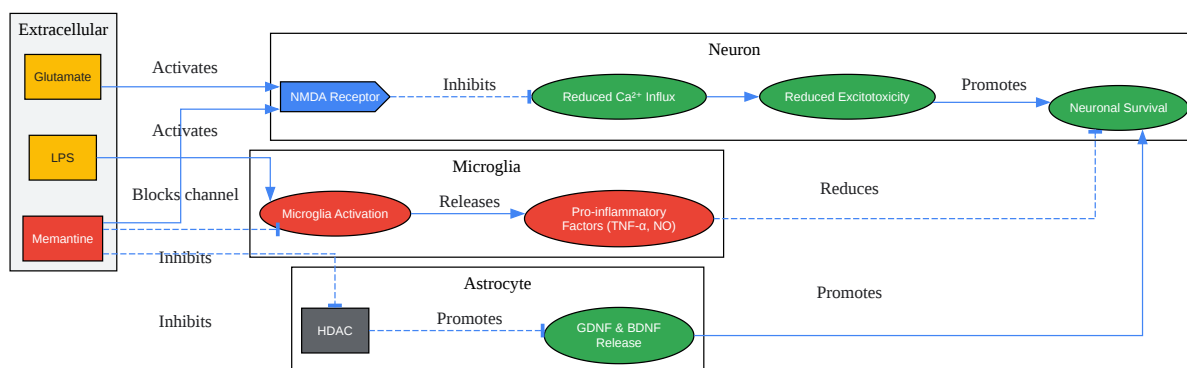 Extracellular
Glutamate
LPS
Memantine
Activates
Activates
Blocks channel
Inhibits
Inhibits
Neuron
NMDA Receptor
Inhibits
Reduced Ca²⁺ Influx
Reduced Excitotoxicity
Promotes
Neuronal Survival
Microglia
Microglia Activation
Releases
Pro-inflammatory
Factors (TNF-α, NO)
Reduces
Astrocyte
HDAC
Promotes
GDNF & BDNF
Release
Promotes